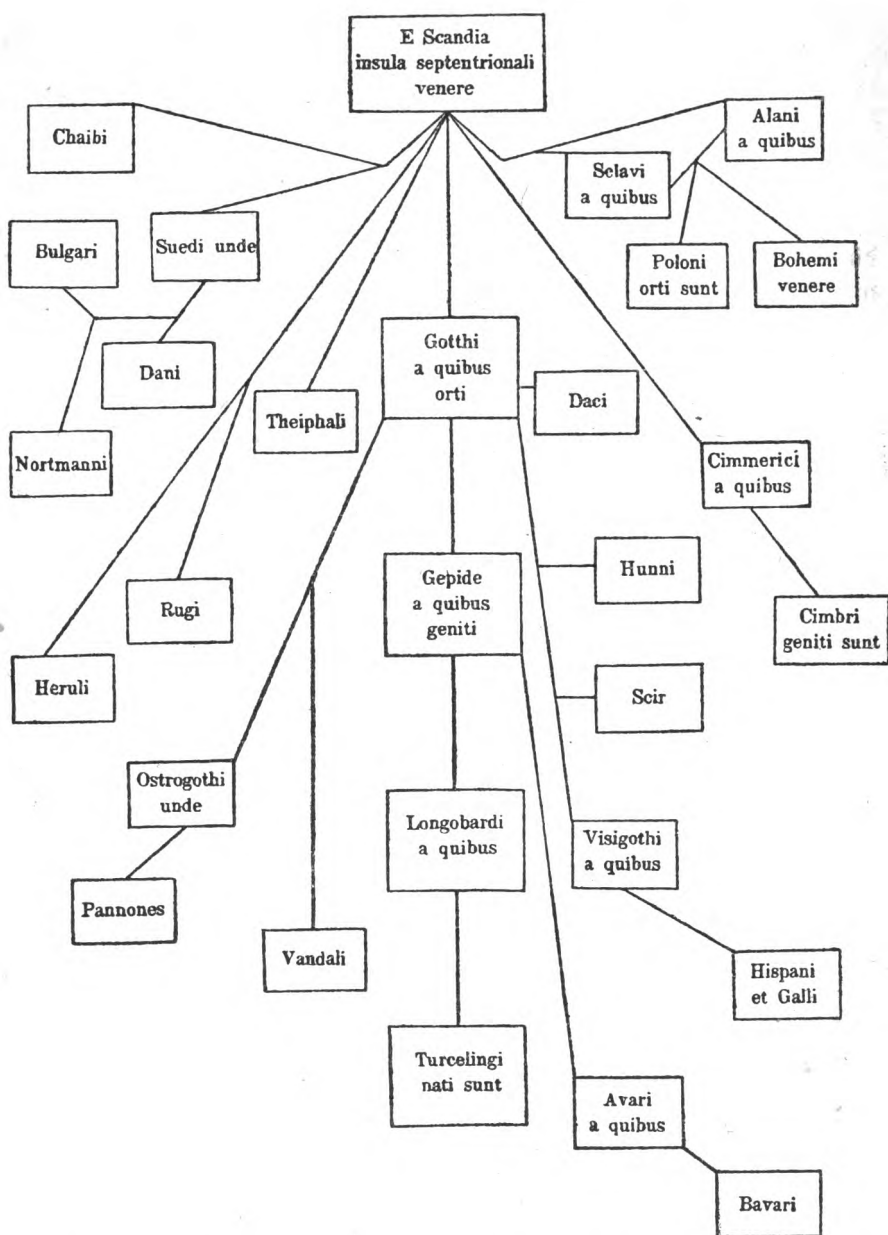 E Scandia
insula septentrionali
venere
Chaibi
Alani
a quibus
Sclavi
a quibus
Bulgari
Suedi unde
Poloni
orti sunt
Bohemi
venere
Dani
Nortmanni
Theiphali
Gotthi
a quibus
orti
Daci
Cimmerici
a quibus
Rugi
Heruli
Gepide
a quibus
geniti
Hunni
Cimbri
geniti sunt
Scir
Ostrogothi
unde
Longobardi
a quibus
Visigothi
a quibus
Pannones
Vandali
Hispani
et Galli
Turcelingi
nati sunt
Avari
a quibus
Bavari